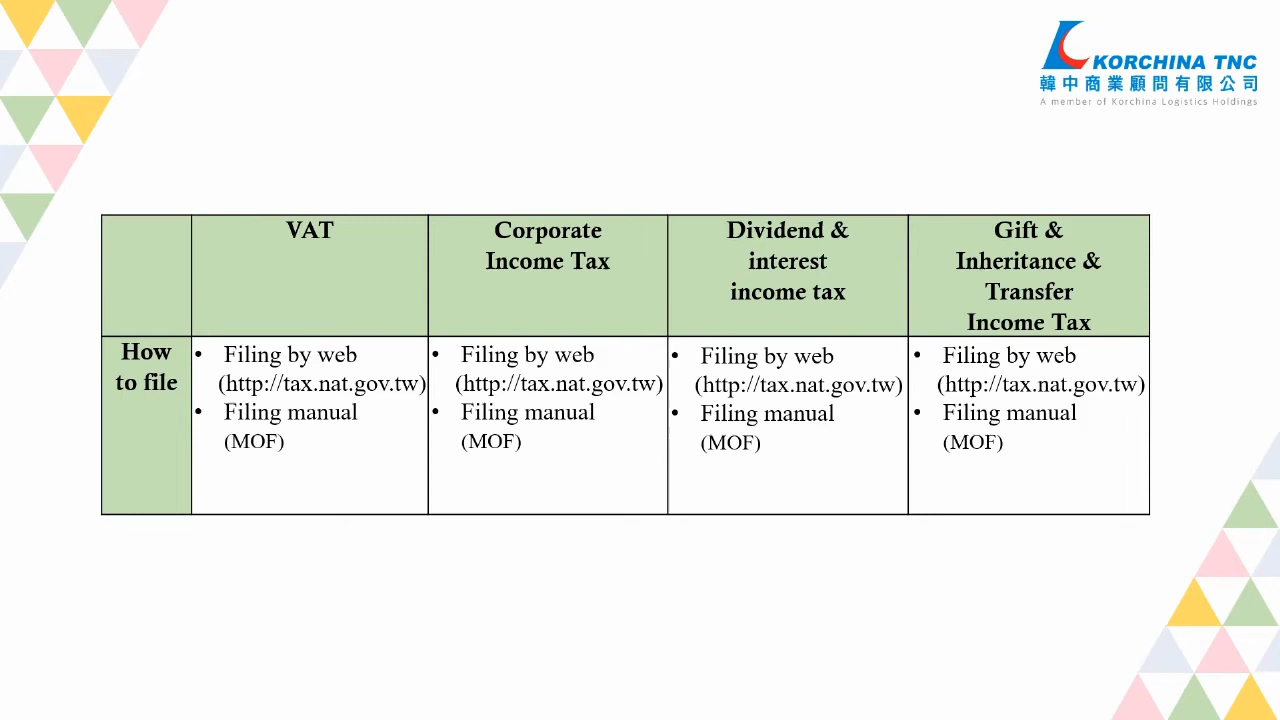 KORCHINA TNC
韓中商業顧問有限公司
A member of Korchina Logistics Holdings
VAT
Corporate
Income Tax
Dividend &
interest
income tax
Gift &
Inheritance &
Transfer
Income Tax
How
to file
• Filing by web
(http://tax.nat.gov.tw)
• Filing manual
(MOF)
• Filing by web
(http://tax.nat.gov.tw)
• Filing manual
(MOF)
• Filing by web
(http://tax.nat.gov.tw)
• Filing manual
(MOF)
• Filing by web
(http://tax.nat.gov.tw)
• Filing manual
(MOF)